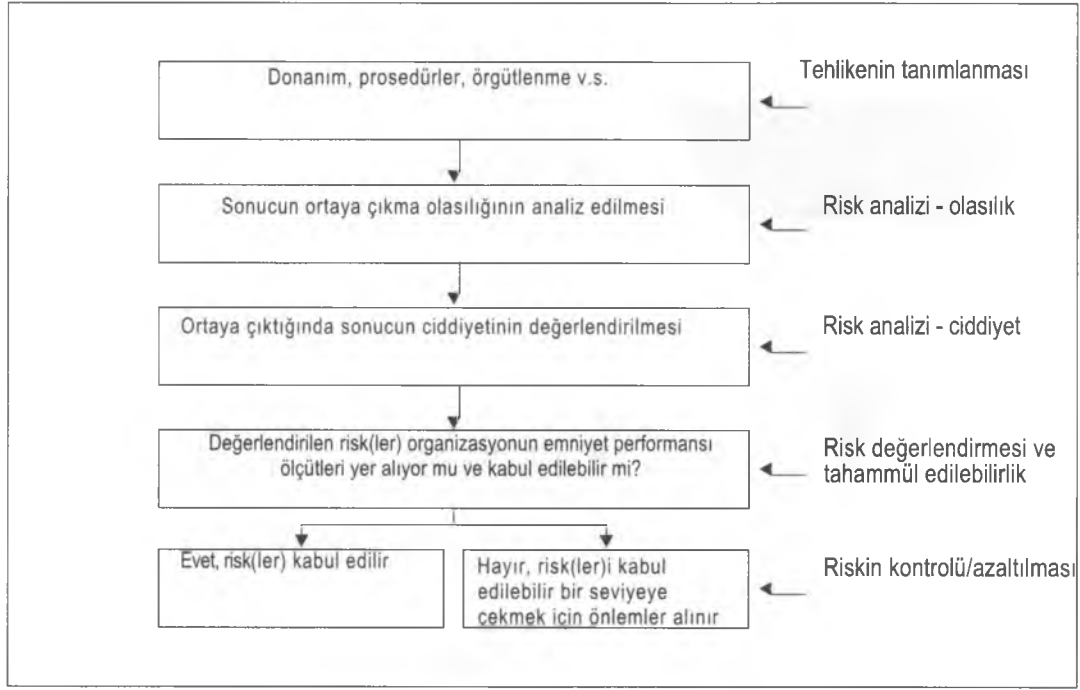 Donanım, prosedürler, örgütlenme v.s.
Tehlikenin tanımlanması
Sonucun ortaya çıkma olasılığının analiz edilmesi
Risk analizi - olasılık
Ortaya çıktığında sonucun ciddiyetinin değerlendirilmesi
Risk analizi - ciddiyet
Değerlendirilen risk(ler) organizasyonun emniyet performansı
ölçütleri yer alıyor mu ve kabul edilebilir mi?
Risk değerlendirmesi ve
tahammül edilebilirlik
Evet, risk(ler) kabul edilir
Hayır, risk(ler)i kabul
edilebilir bir seviyeye
çekmek için önlemler alınır
Riskin kontrolü/azaltılması